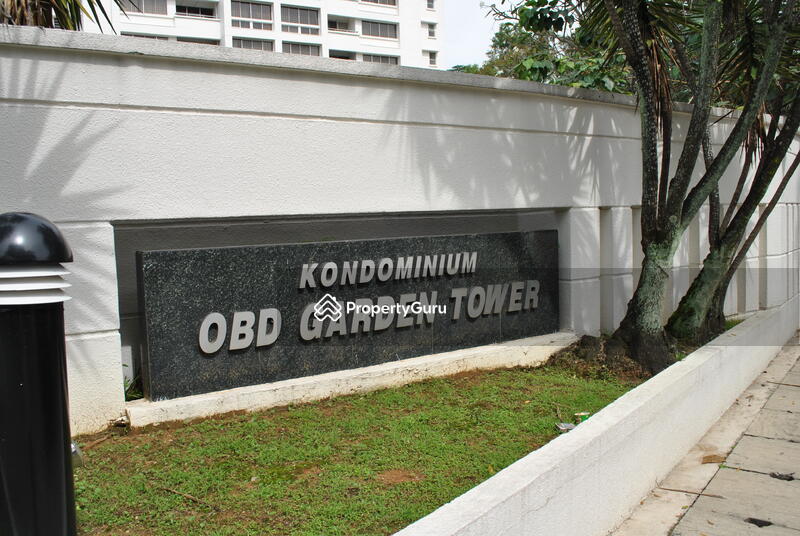 KONDOMINIUM
OBD GARDEN TOWER
PropertyGuru